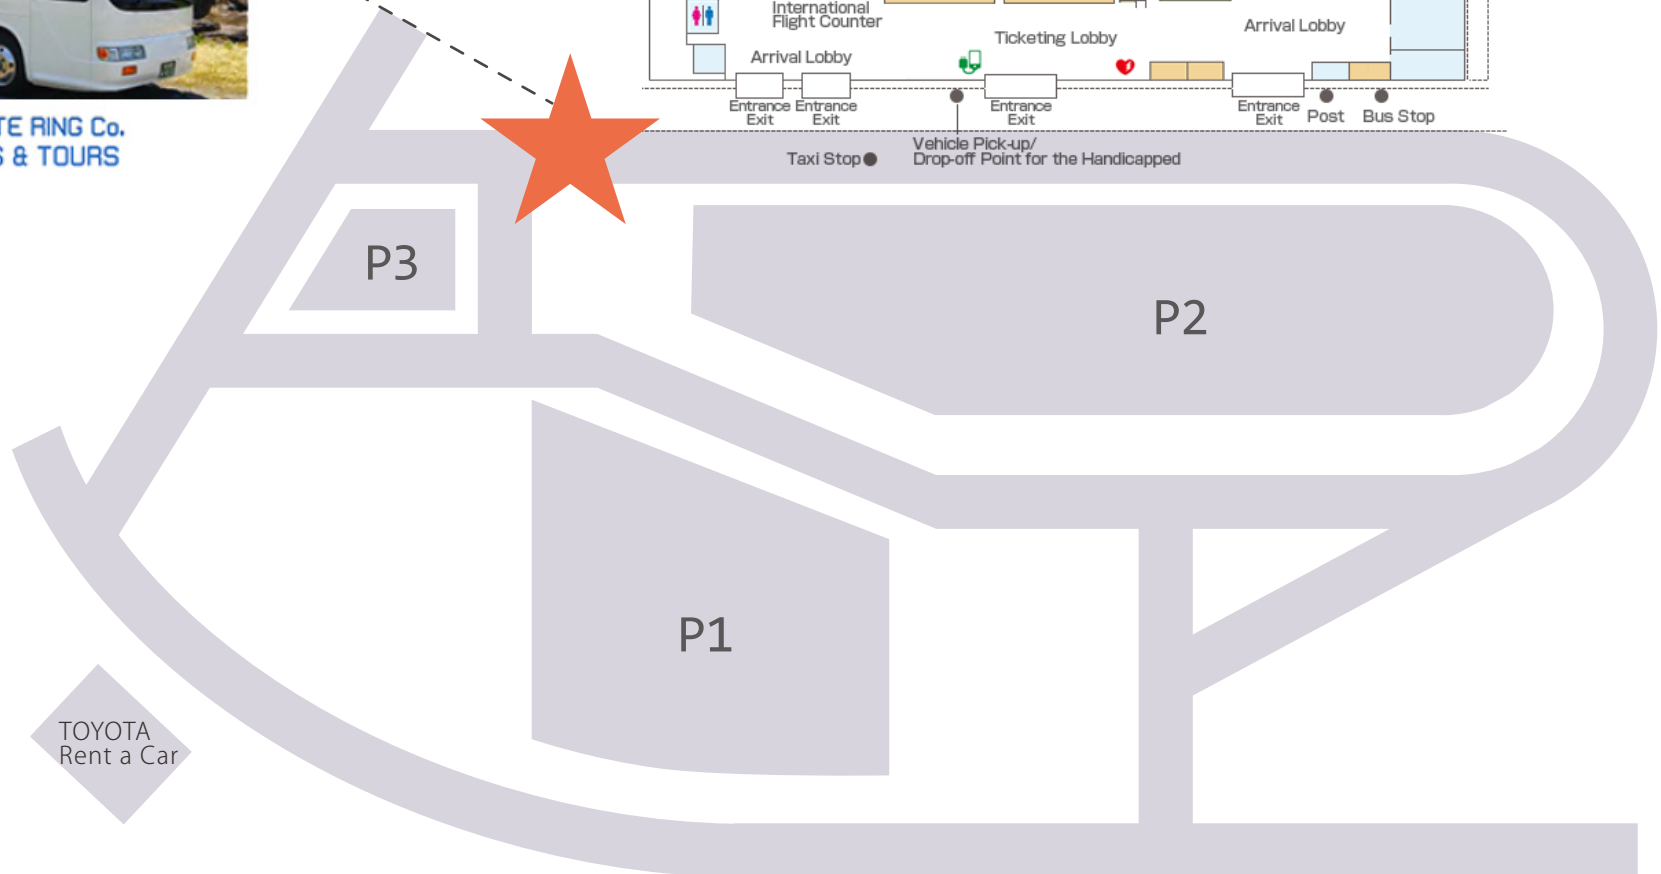 International
Flight Counter
Arrival Lobby
Ticketing Lobby
Arrival Lobby
Entrance
Exit
Entrance
Exit
Entrance
Exit
Entrance
Exit
Post
Bus Stop
TE RING Co.
S & TOURS
Taxi Stop
Vehicle Pick-up/
Drop-off Point for the Handicapped
P3
P2
P1
TOYOTA
Rent a Car